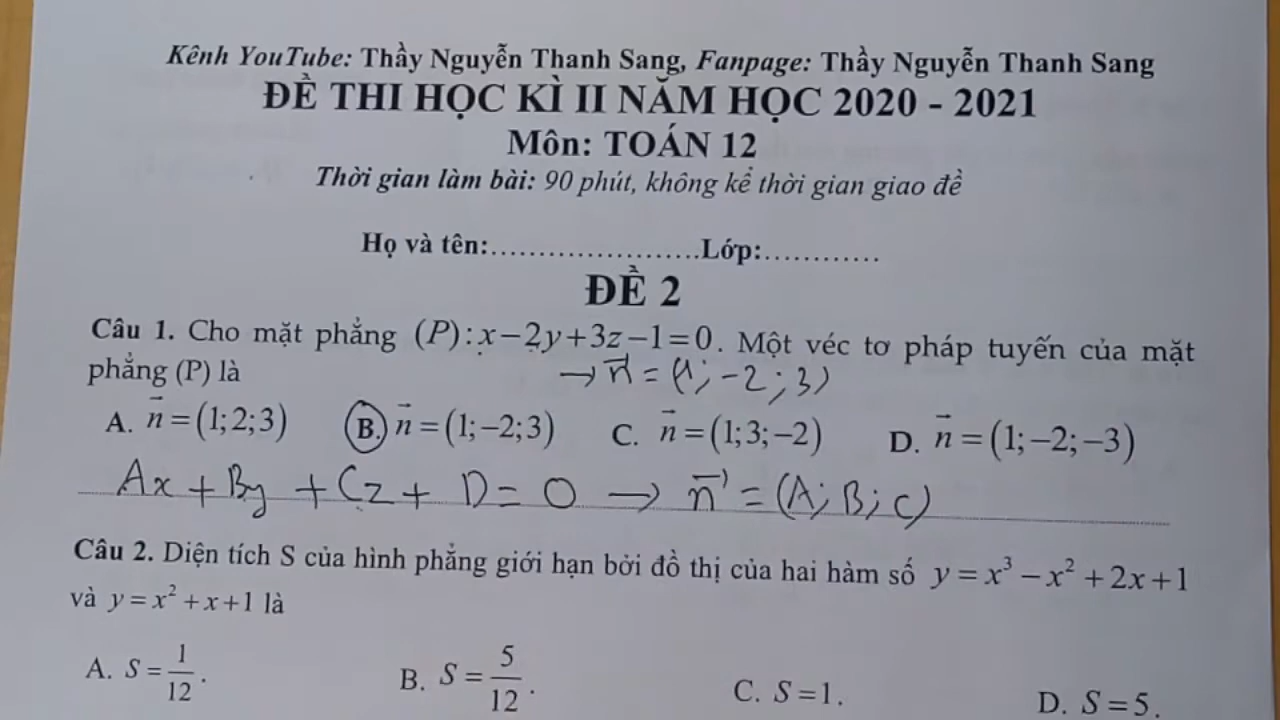 Kênh YouTube: Thầy Nguyễn Thanh Sang, Fanpage: Thầy Nguyễn Thanh Sang
ĐỀ THI HỌC KÌ II NĂM HỌC 2020 - 2021
Môn: TOÁN 12
Thời gian làm bài: 90 phút, không kể thời gian giao đề
Họ và tên:......................Lớp:............
ĐỀ 2
Câu 1. Cho mặt phẳng (P): x−2y+3z−1=0. Một véc tơ pháp tuyến của mặt
phẳng (P) là
→ n⃗ = (1; -2; 3)
A. n⃗ = (1;2;3) B. n⃗ = (1;−2;3) C. n⃗ = (1;3;−2) D. n⃗ = (1;−2;−3)
Ax + By + Cz + D = 0 → n⃗ = (A; B; C)
Câu 2. Diện tích S của hình phẳng giới hạn bởi đồ thị của hai hàm số y = x³ − x² + 2x + 1
và y = x² + x + 1 là
A. S = 1/12. B. S = 5/12. C. S = 1. D. S = 5.